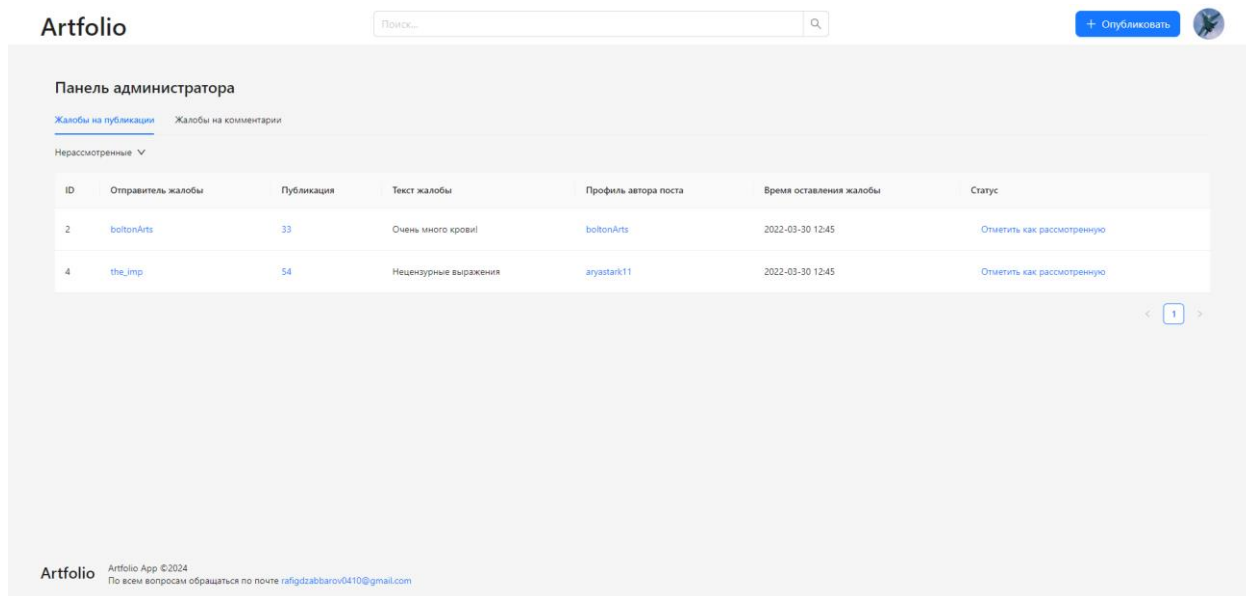 Artfolio
Поиск...
+ Опубликовать
Панель администратора
Жалобы на публикации Жалобы на комментарии
Нерассмотренные
ID Отправитель жалобы Публикация Текст жалобы Профиль автора поста Время оставления жалобы Статус
2 boltonArts 33 Очень много крови! boltonArts 2022-03-30 12:45 Отметить как рассмотренную
4 the_imp 54 Нецензурные выражения aryastark11 2022-03-30 12:45 Отметить как рассмотренную
< 1 >
Artfolio
Artfolio App ©2024
По всем вопросам обращаться по почте rafigdzabbarov0410@gmail.com